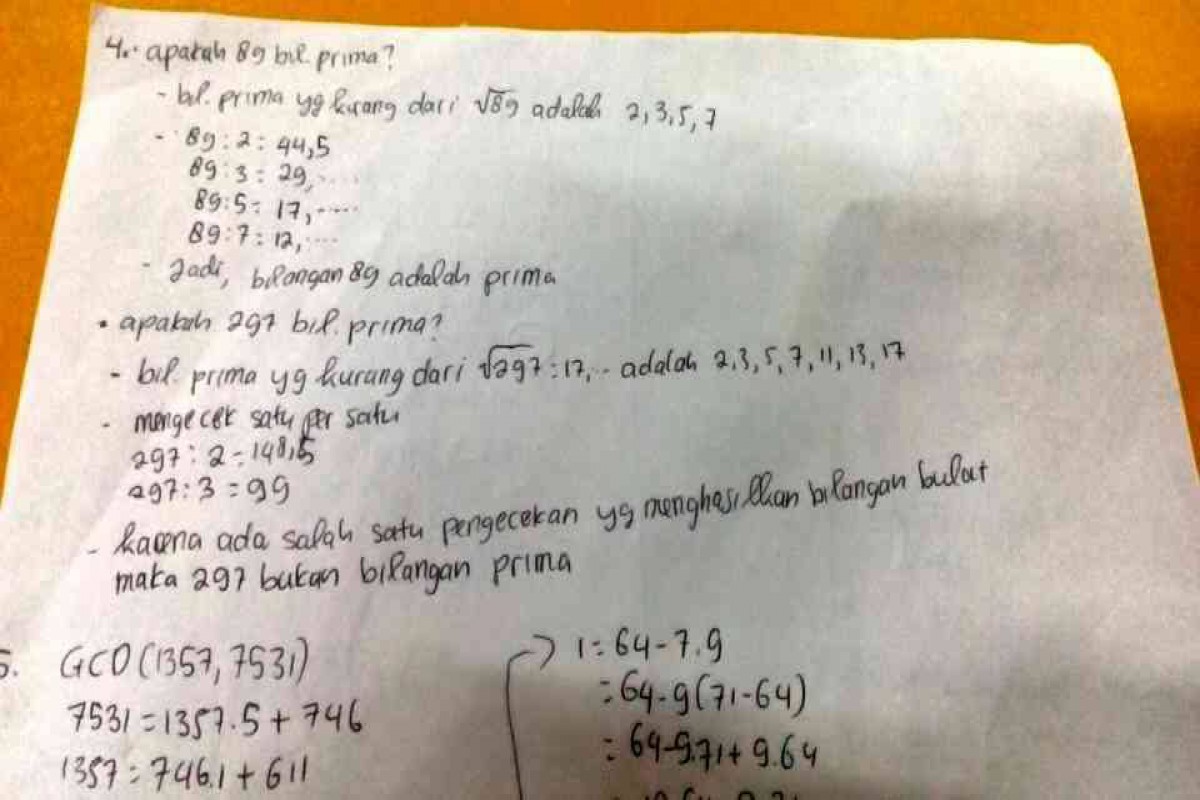 4. apakah 89 bil. prima?
- bil. prima yg kurang dari √89 adalah 2, 3, 5, 7
- 89 : 2 = 44,5
89 : 3 = 29,....
89 : 5 = 17,....
89 : 7 = 12,....
- Jadi, bilangan 89 adalah prima
• apakah 297 bil. prima?
- bil. prima yg kurang dari √297 = 17,.. adalah 2, 3, 5, 7, 11, 13, 17
- mengecek satu per satu
297 : 2 = 148,5
297 : 3 = 99
- karena ada salah satu pengecekan yg menghasilkan bilangan bulat
maka 297 bukan bilangan prima
5. GCD (1357, 7531)
7531 = 1357.5 + 746
1357 = 746.1 + 611
1 = 64 - 7.9
= 64 - 9(71-64)
= 64 - 9.71 + 9.64